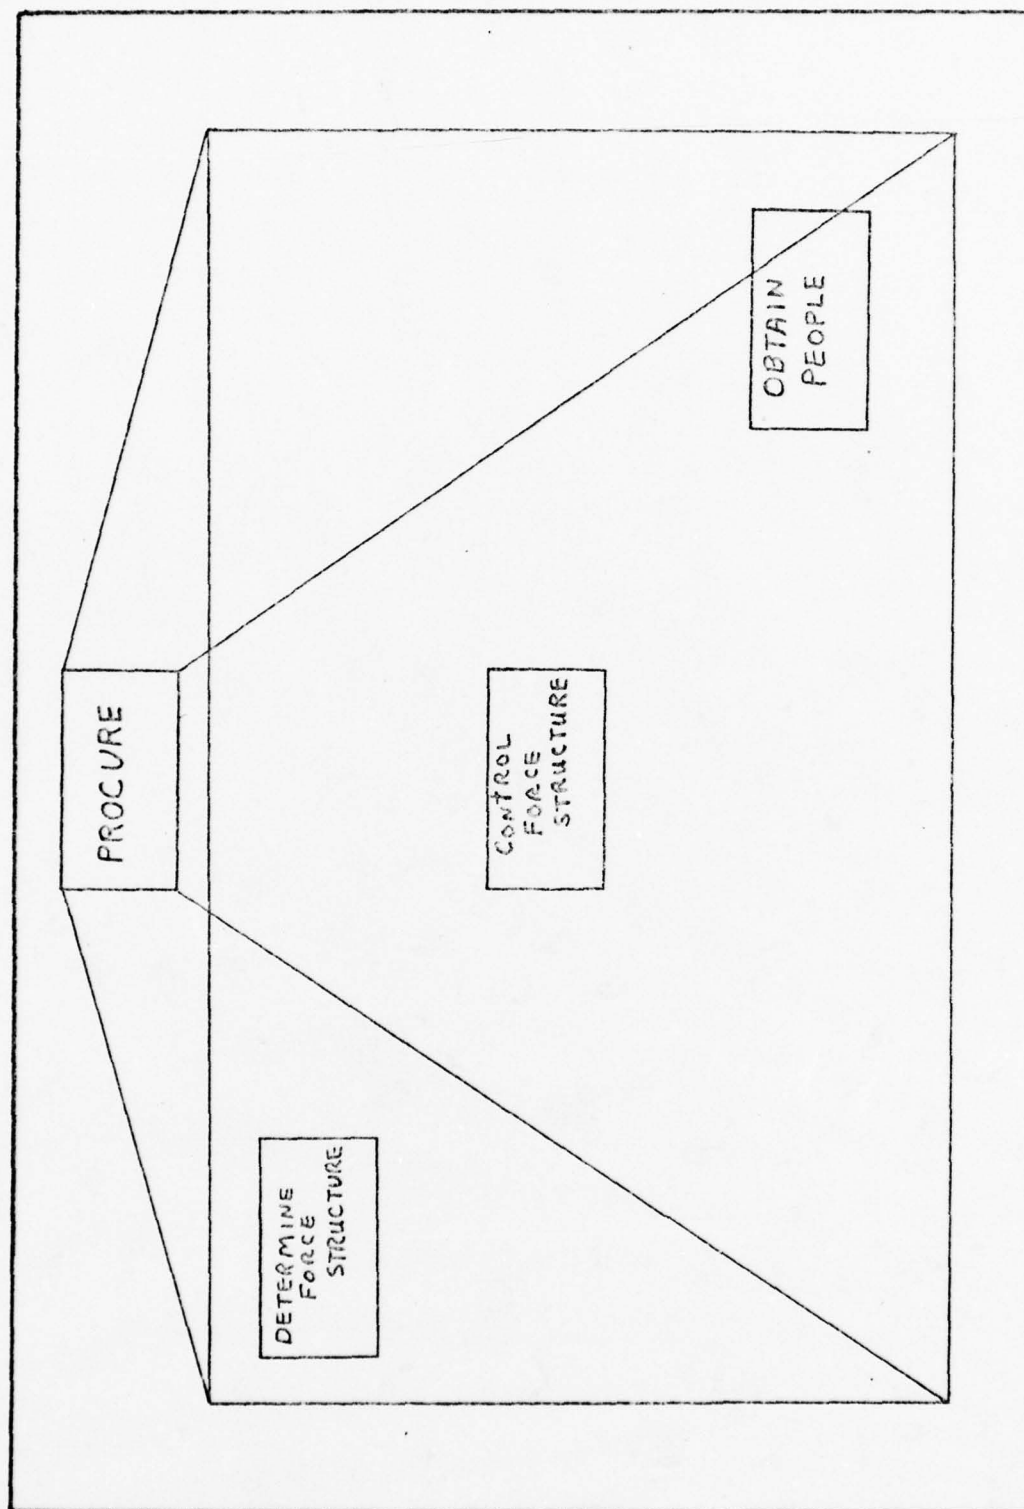 PROCURE
DETERMINE
FORCE
STRUCTURE
CONTROL
FORCE
STRUCTURE
OBTAIN
PEOPLE